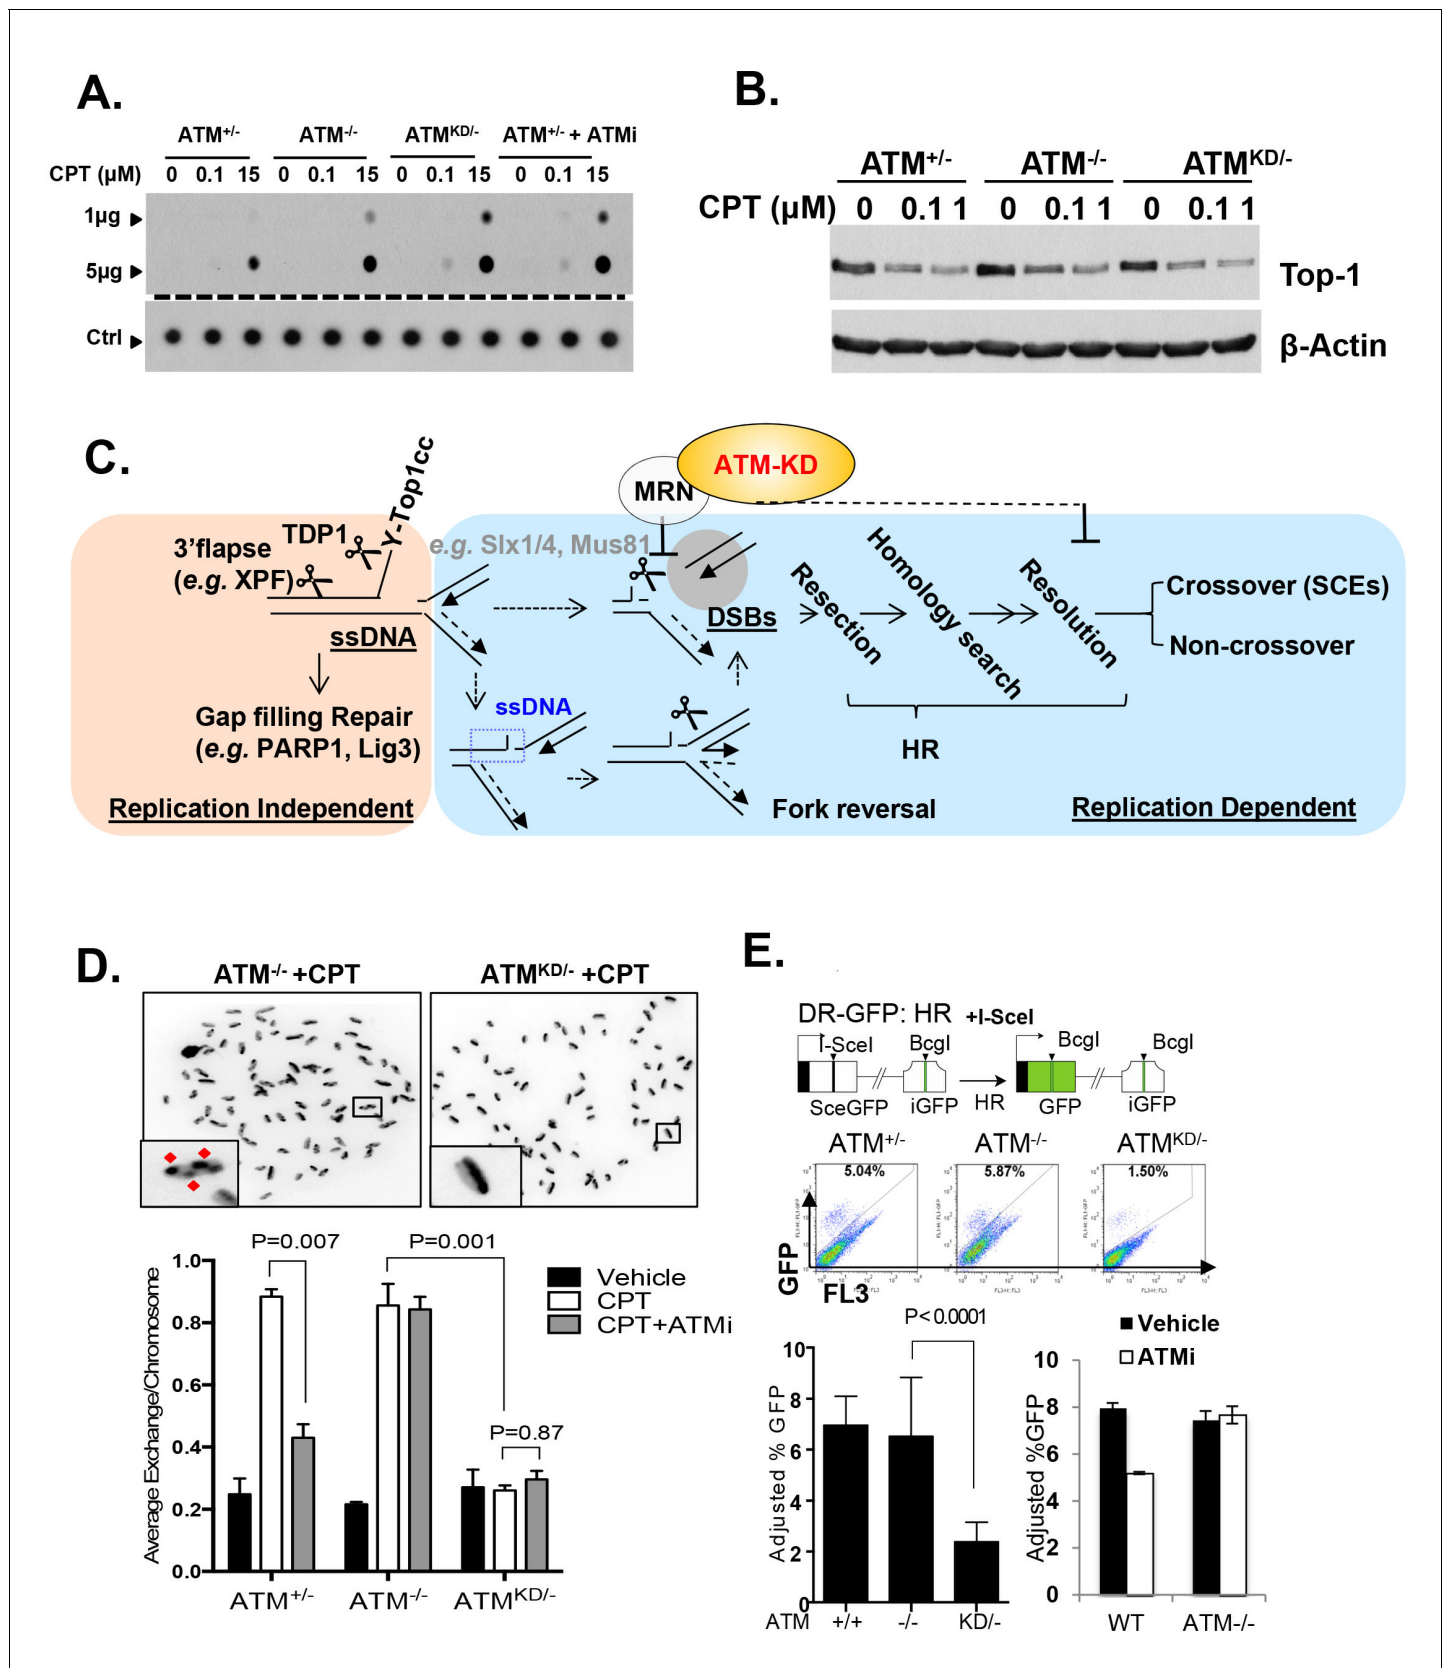 A.
ATM+/- ATM-/- ATMKD/- ATM+/- + ATMi
CPT (μM) 0 0.1 15 0 0.1 15 0 0.1 15 0 0.1 15
1μg
5μg
Ctrl
B.
ATM+/- ATM-/- ATMKD/-
CPT (μM) 0 0.1 1 0 0.1 1 0 0.1 1
Top-1
β-Actin
C.
ATM-KD
MRN
Y-Top1cc
TDP1
3'flapse
(e.g. XPF)
e.g. Slx1/4, Mus81
ssDNA
DSBs
Resection
Homology search
Resolution
Crossover (SCEs)
Non-crossover
Gap filling Repair
(e.g. PARP1, Lig3)
ssDNA
HR
Fork reversal
Replication Independent
Replication Dependent
D.
ATM-/- +CPT ATMKD/- +CPT
P=0.007 P=0.001
P=0.87
Vehicle
CPT
CPT+ATMi
Average Exchange/Chromosome
1.0
0.8
0.6
0.4
0.2
0.0
ATM+/- ATM-/- ATMKD/-
E.
DR-GFP: HR +I-SceI
I-SceI BcgI BcgI BcgI
HR
SceGFP iGFP GFP iGFP
ATM+/- ATM-/- ATMKD/-
5.04% 5.87% 1.50%
GFP
FL3
P<0.0001
Adjusted % GFP
10
8
6
4
2
0
ATM +/+ -/- KD/-
Vehicle
ATMi
Adjusted %GFP
10
8
6
4
2
0
WT ATM-/-